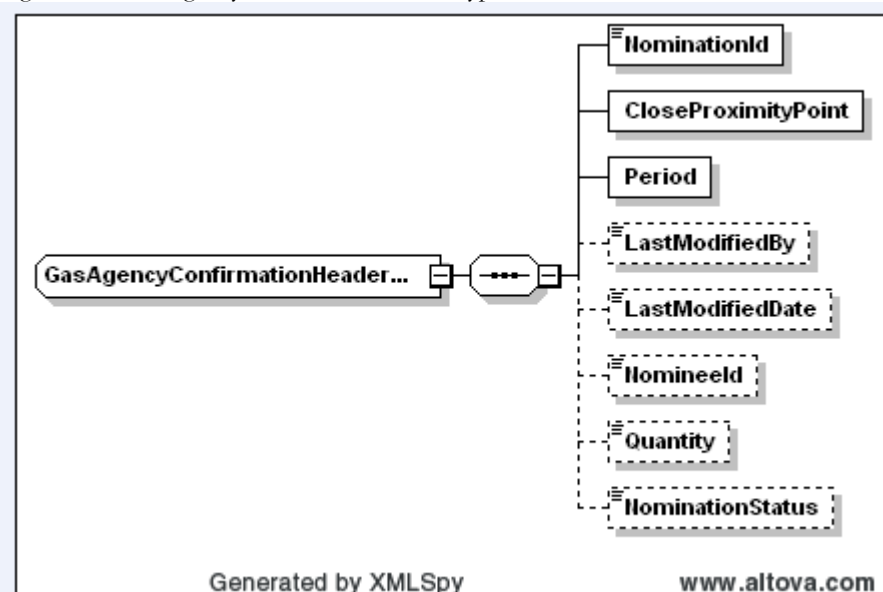 NominationId
CloseProximityPoint
Period
LastModifiedBy
GasAgencyConfirmationHeader...
LastModifiedDate
NomineeId
Quantity
NominationStatus
Generated by XMLSpy
www.altova.com